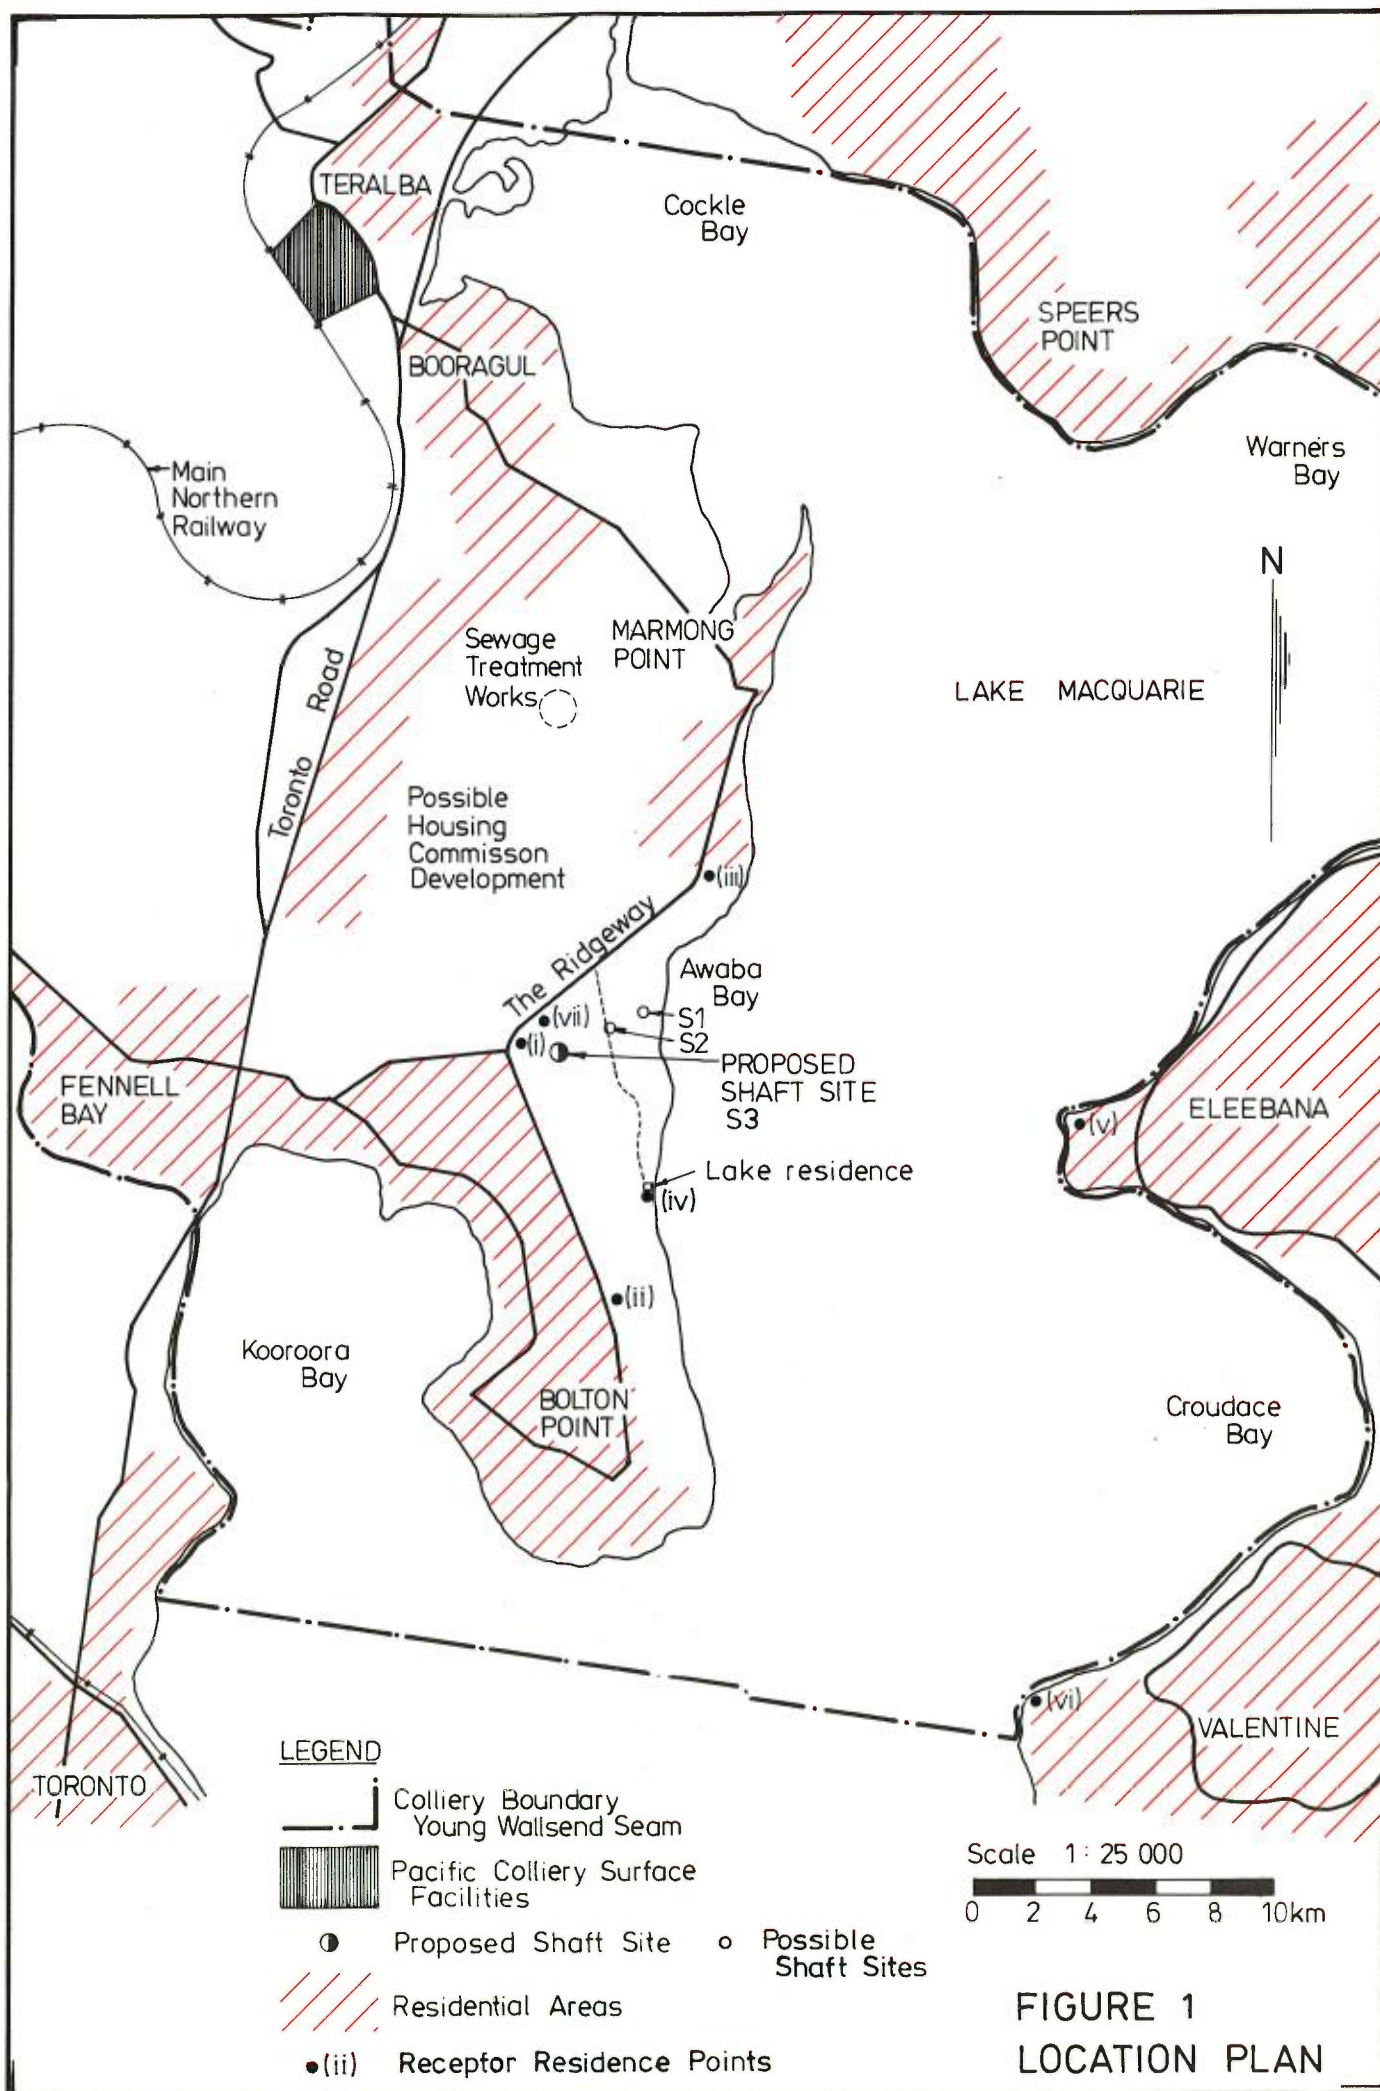 TERALBA
Cockle
Bay
SPEERS
POINT
BOORAGUL
Warners
Bay
Main
Northern
Railway
N
Sewage
Treatment
Works
MARMONG
POINT
LAKE MACQUARIE
Toronto Road
Possible
Housing
Commisson
Development
(iii)
The Ridgeway
Awaba
Bay
S1
S2
(vii)
(i)
PROPOSED
SHAFT SITE
S3
FENNELL
BAY
ELEEBANA
(v)
Lake residence
(iv)
(ii)
Kooroora
Bay
BOLTON
POINT
Croudace
Bay
(vi)
VALENTINE
TORONTO
LEGEND
Colliery Boundary
Young Wallsend Seam
Pacific Colliery Surface
Facilities
Proposed Shaft Site
Possible
Shaft Sites
Residential Areas
(ii) Receptor Residence Points
Scale 1:25 000
0 2 4 6 8 10km
FIGURE 1
LOCATION PLAN